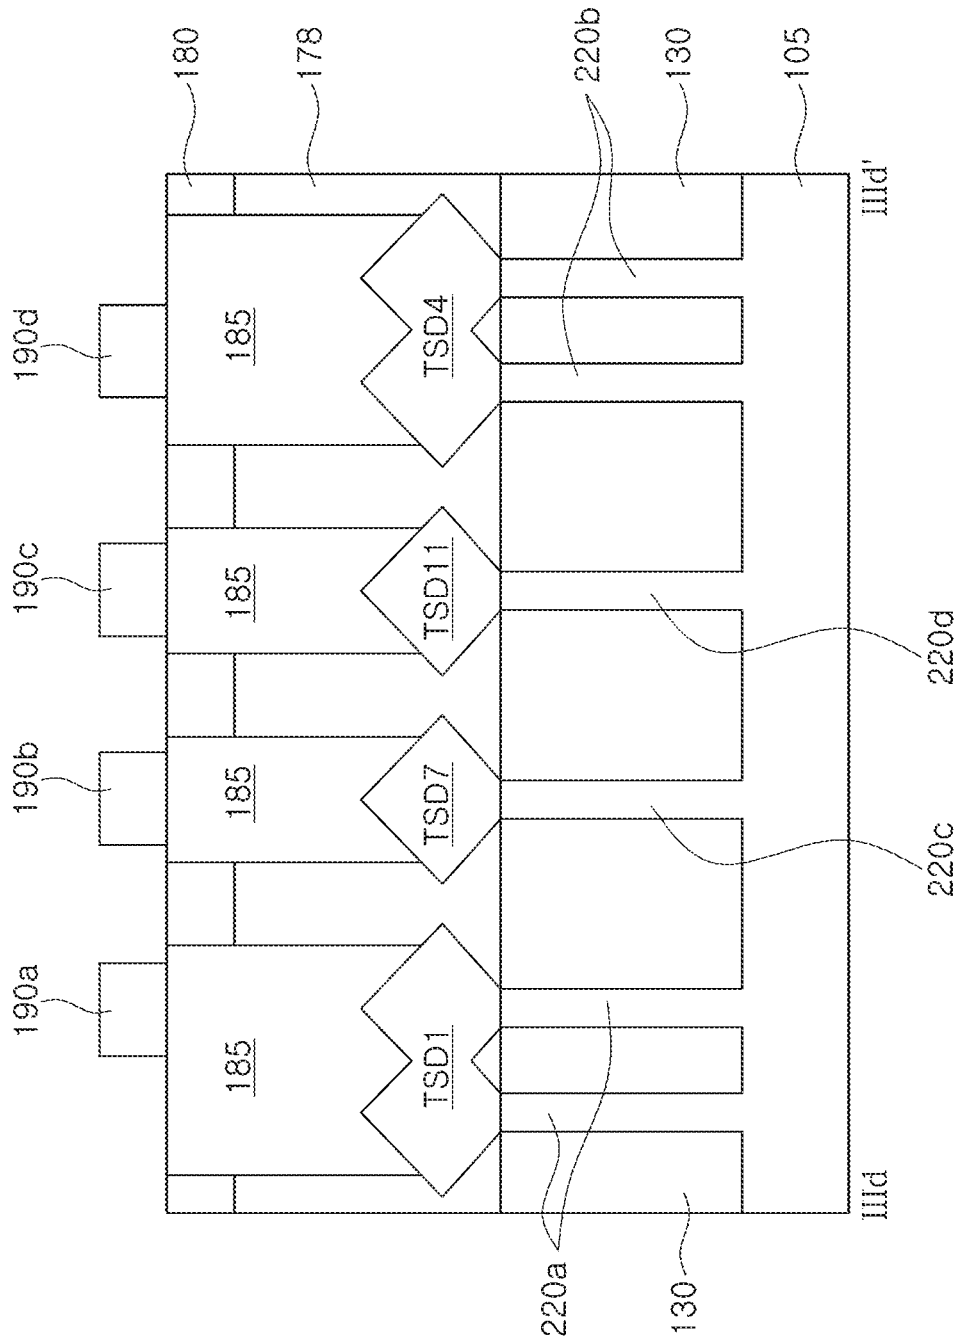 190a
190b
190c
190d
185
185
185
185
180
178
TSD1
TSD7
TSD11
TSD4
220b
130
105
220a
130
220c
220d
IIId
IIId'